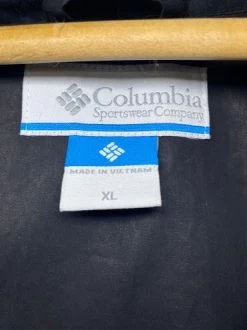 Columbia
Sportswear Company
MADE IN VIETNAM
XL